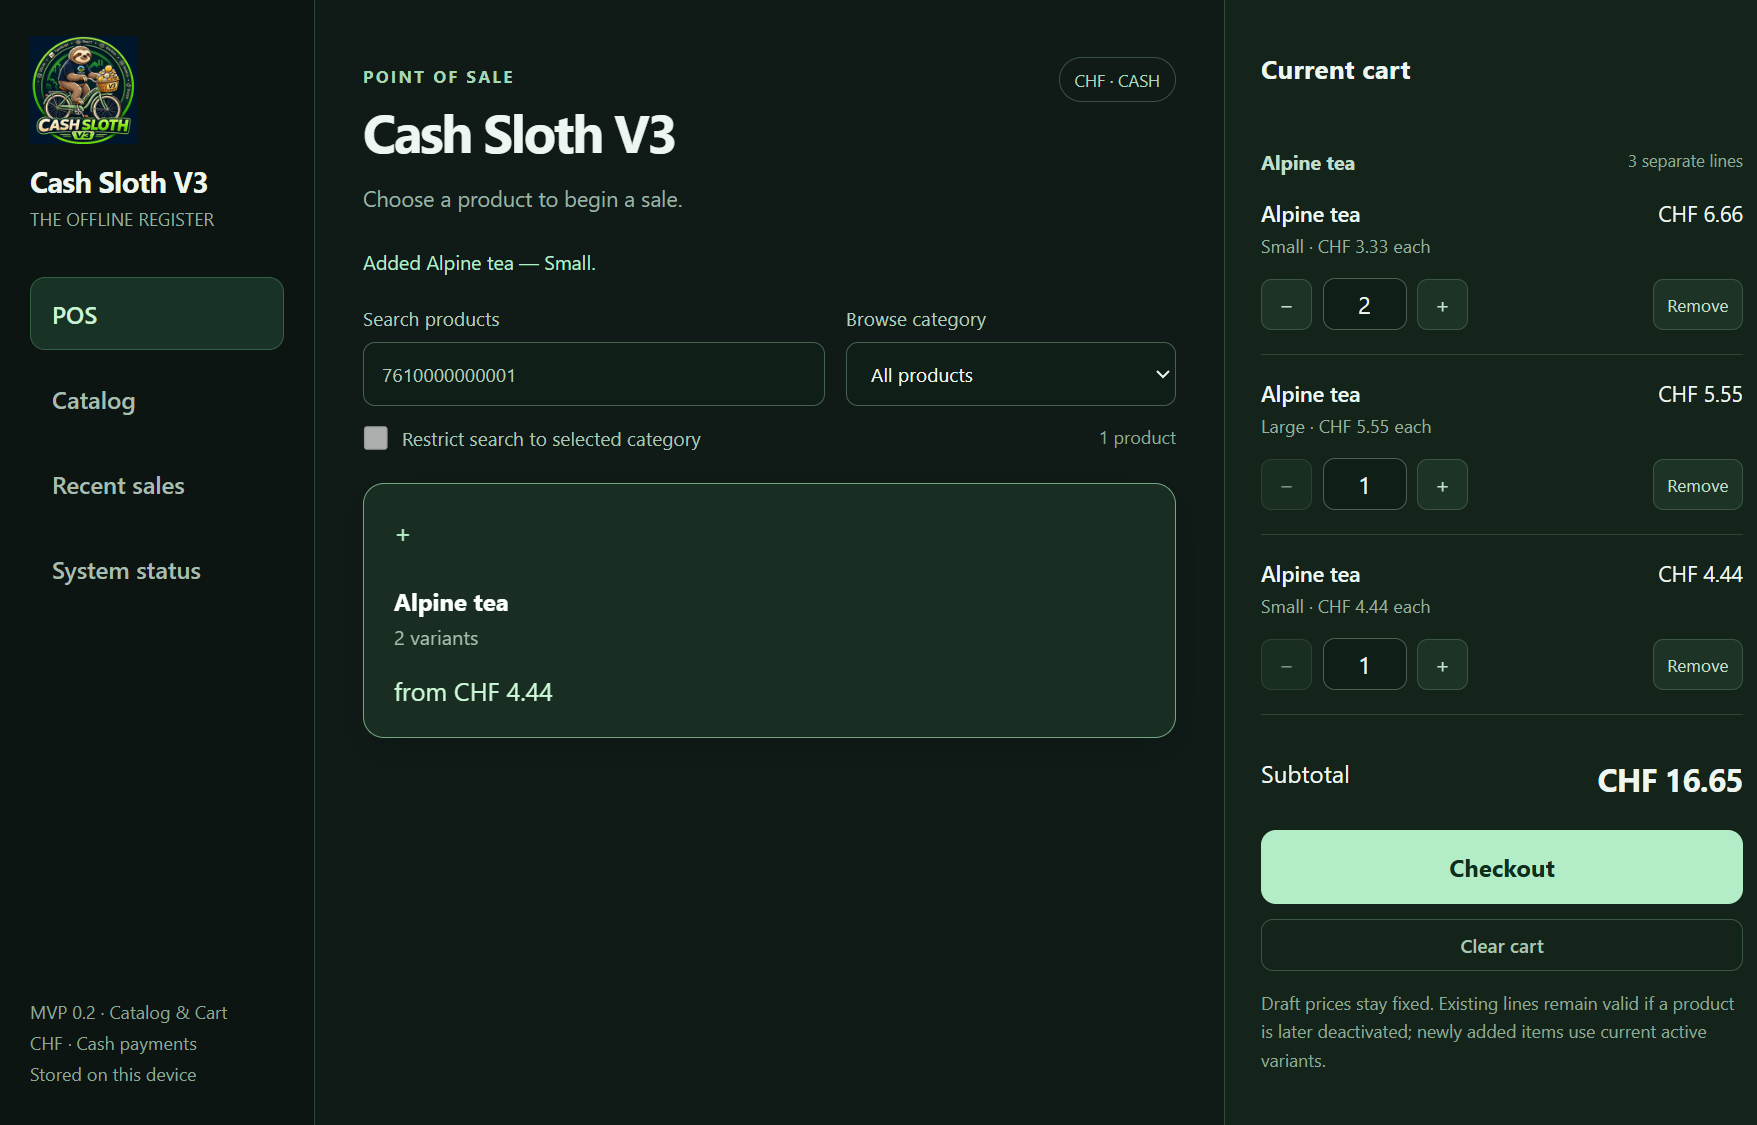 CASH SLOTH
V3
Cash Sloth V3
THE OFFLINE REGISTER
POS
Catalog
Recent sales
System status
MVP 0.2 · Catalog & Cart
CHF · Cash payments
Stored on this device
POINT OF SALE
CHF · CASH
Cash Sloth V3
Choose a product to begin a sale.
Added Alpine tea — Small.
Search products
Browse category
7610000000001
All products
Restrict search to selected category
1 product
+
Alpine tea
2 variants
from CHF 4.44
Current cart
Alpine tea
3 separate lines
Alpine tea
CHF 6.66
Small · CHF 3.33 each
− 2 + Remove
Alpine tea
CHF 5.55
Large · CHF 5.55 each
− 1 + Remove
Alpine tea
CHF 4.44
Small · CHF 4.44 each
− 1 + Remove
Subtotal
CHF 16.65
Checkout
Clear cart
Draft prices stay fixed. Existing lines remain valid if a product
is later deactivated; newly added items use current active
variants.